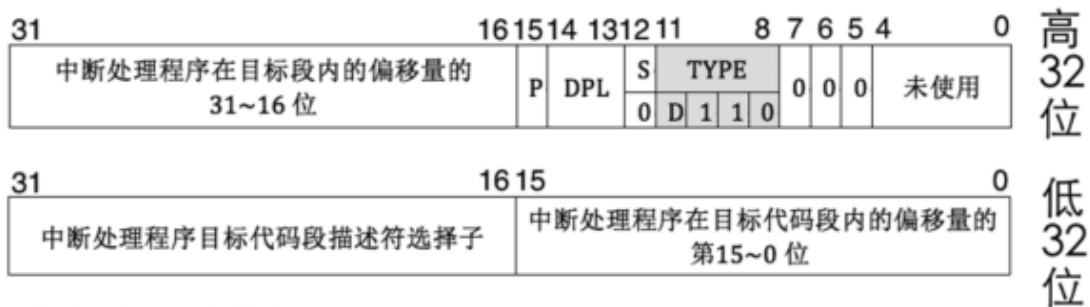 31 16 15 14 13 12 11 8 7 6 5 4 0
中断处理程序在目标段内的偏移量的
31~16 位
P DPL S TYPE 0 0 0 未使用
0 D 1 1 0
高32位
31 16 15 0
中断处理程序目标代码段描述符选择子
中断处理程序在目标代码段内的偏移量的
第15~0 位
低32位